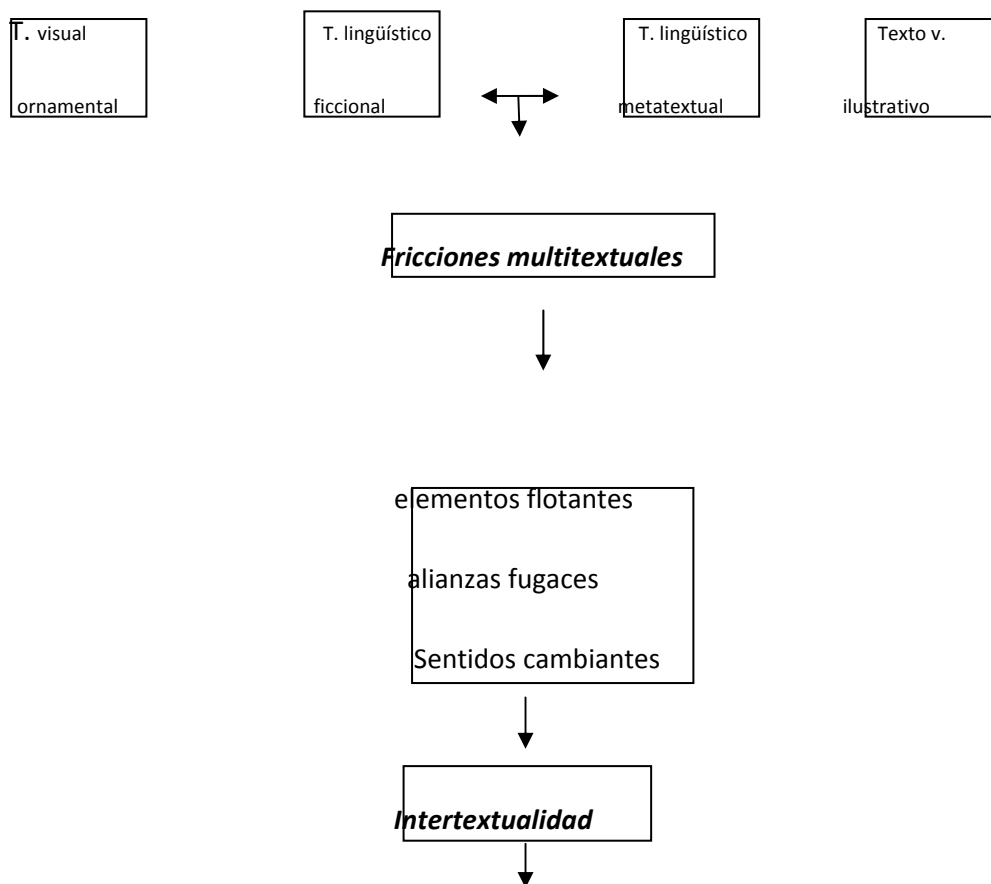 T. visual
ornamental
T. lingüístico
ficcional
T. lingüístico
metatextual
Texto v.
ilustrativo
Fricciones multitextuales
elementos flotantes
alianzas fugaces
Sentidos cambiantes
Intertextualidad